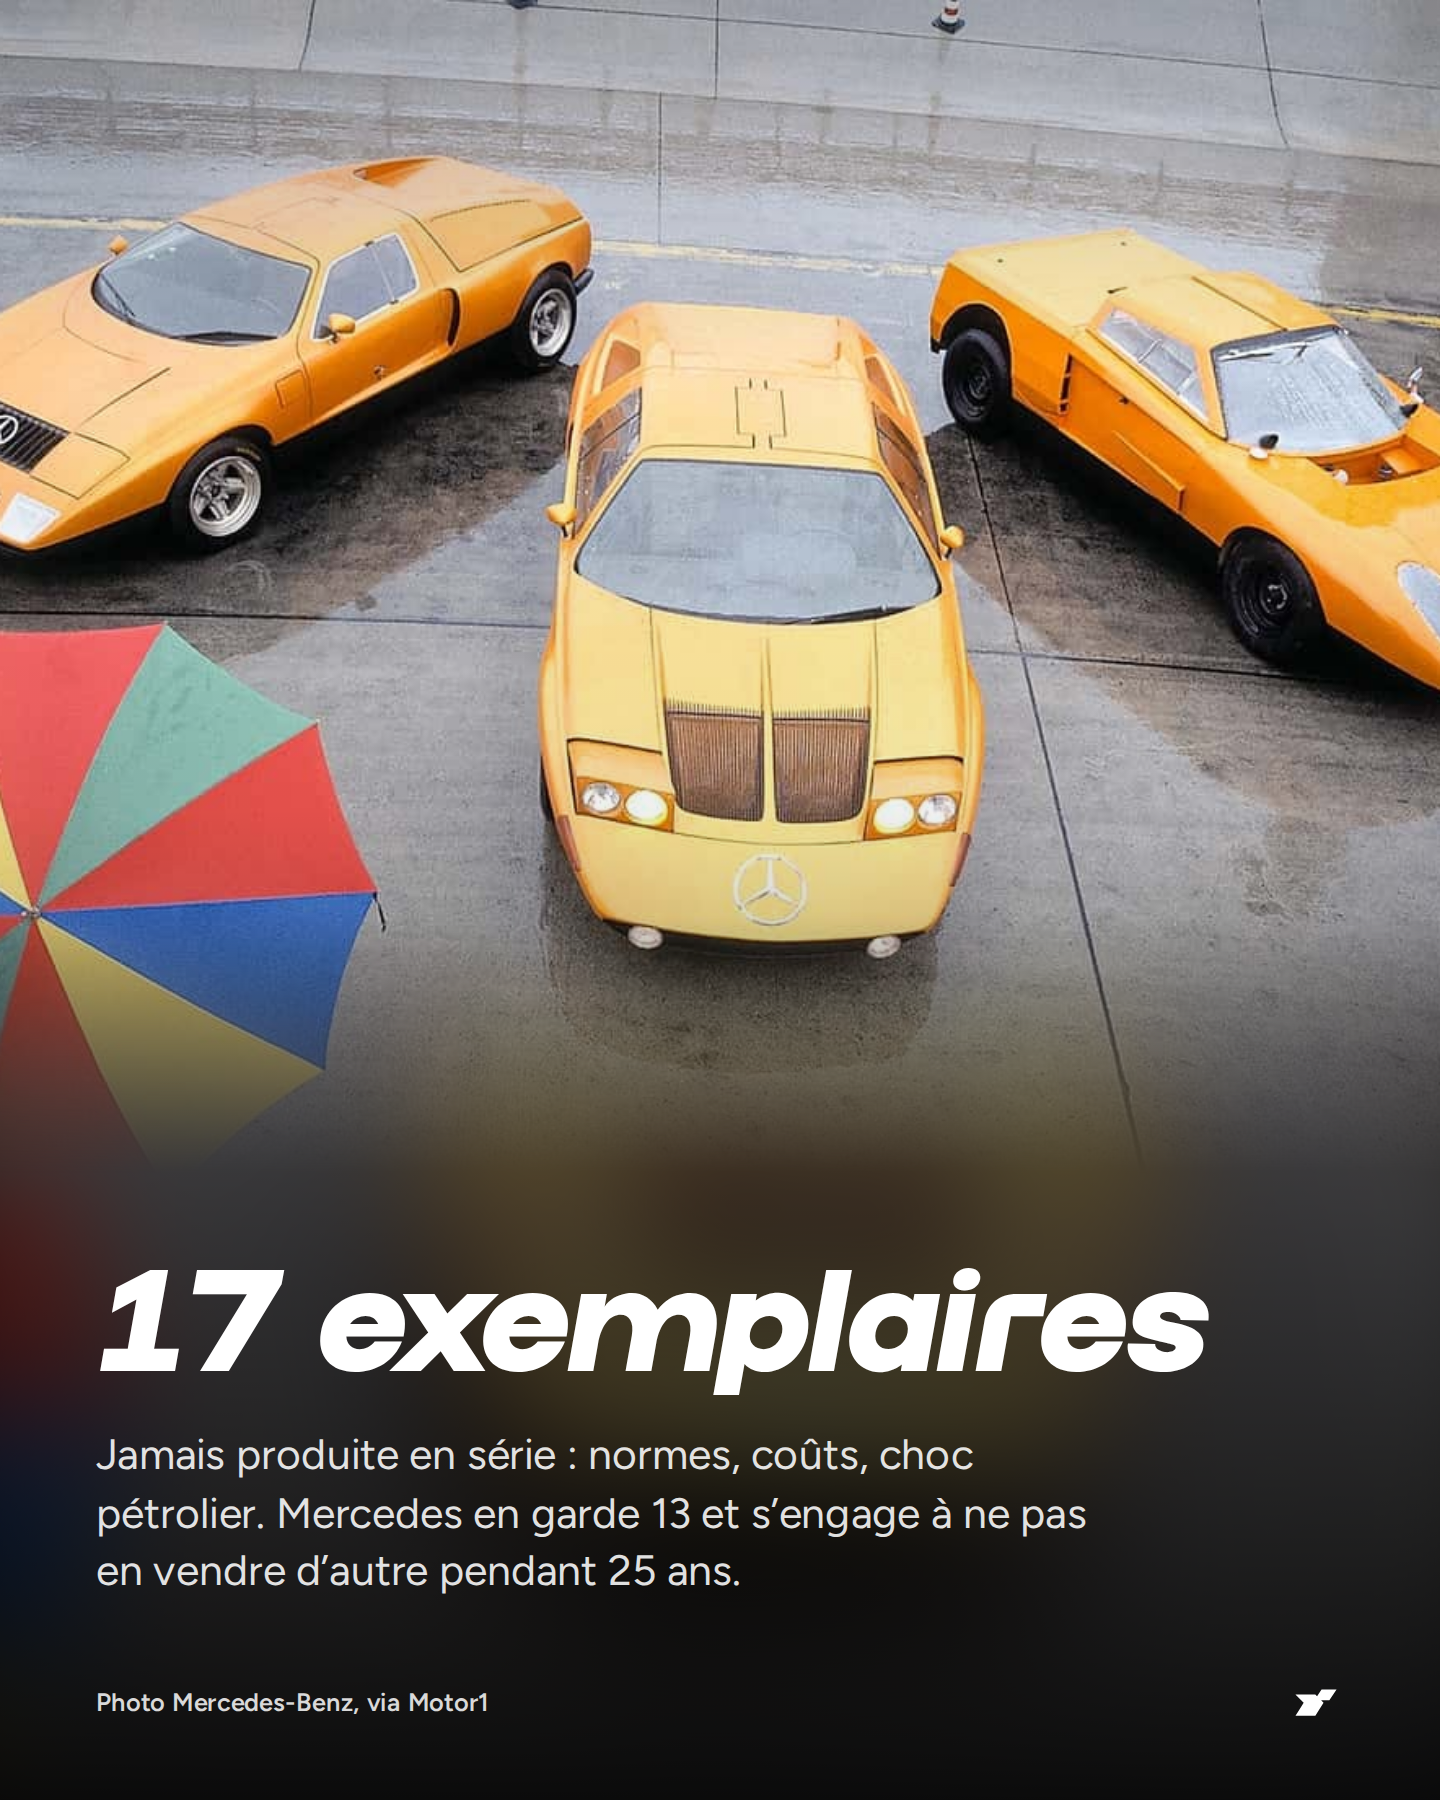 17 exemplaires
Jamais produite en série : normes, coûts, choc
pétrolier. Mercedes en garde 13 et s’engage à ne pas
en vendre d’autre pendant 25 ans.
Photo Mercedes-Benz, via Motor1